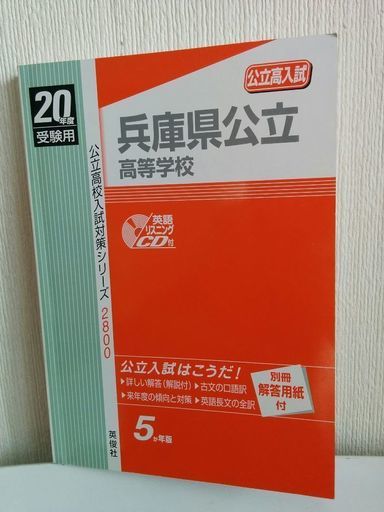 公立高入試
20年度
受験用
兵庫県公立
高等学校
公立高校入試対策シリーズ 2800
英語
リスニング
CD付
公立入試はこうだ!
▶詳しい解答(解説付) ▶古文の口語訳
▶来年度の傾向と対策 ▶英語長文の全訳
別冊
解答用紙
付
5か年版
英俊社